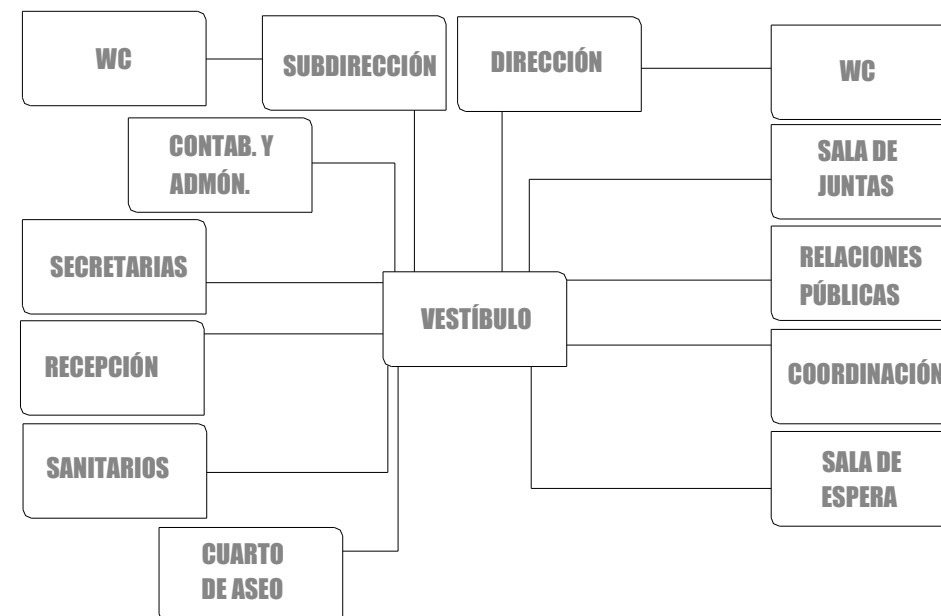 WC
SUBDIRECCIÓN
DIRECCIÓN
WC
CONTAB. Y
ADMÓN.
SALA DE
JUNTAS
SECRETARIAS
RELACIONES
PÚBLICAS
VESTÍBULO
RECEPCIÓN
COORDINACIÓN
SANITARIOS
SALA DE
ESPERA
CUARTO
DE ASEO